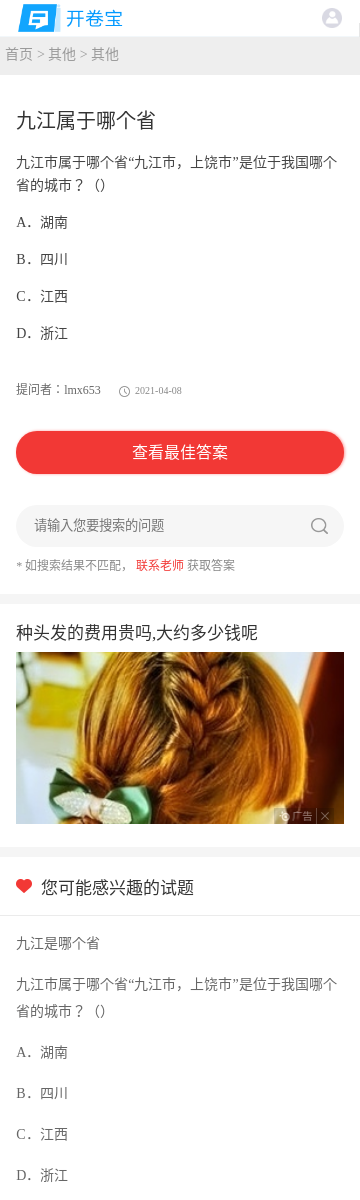 开卷宝
首页 > 其他 > 其他
九江属于哪个省
九江市属于哪个省“九江市，上饶市”是位于我国哪个
省的城市？（）
A．湖南
B．四川
C．江西
D．浙江
提问者：lmx653 2021-04-08
查看最佳答案
请输入您要搜索的问题
* 如搜索结果不匹配， 联系老师 获取答案
种头发的费用贵吗,大约多少钱呢
广告
您可能感兴趣的试题
九江是哪个省
九江市属于哪个省“九江市，上饶市”是位于我国哪个
省的城市？（）
A．湖南
B．四川
C．江西
D．浙江